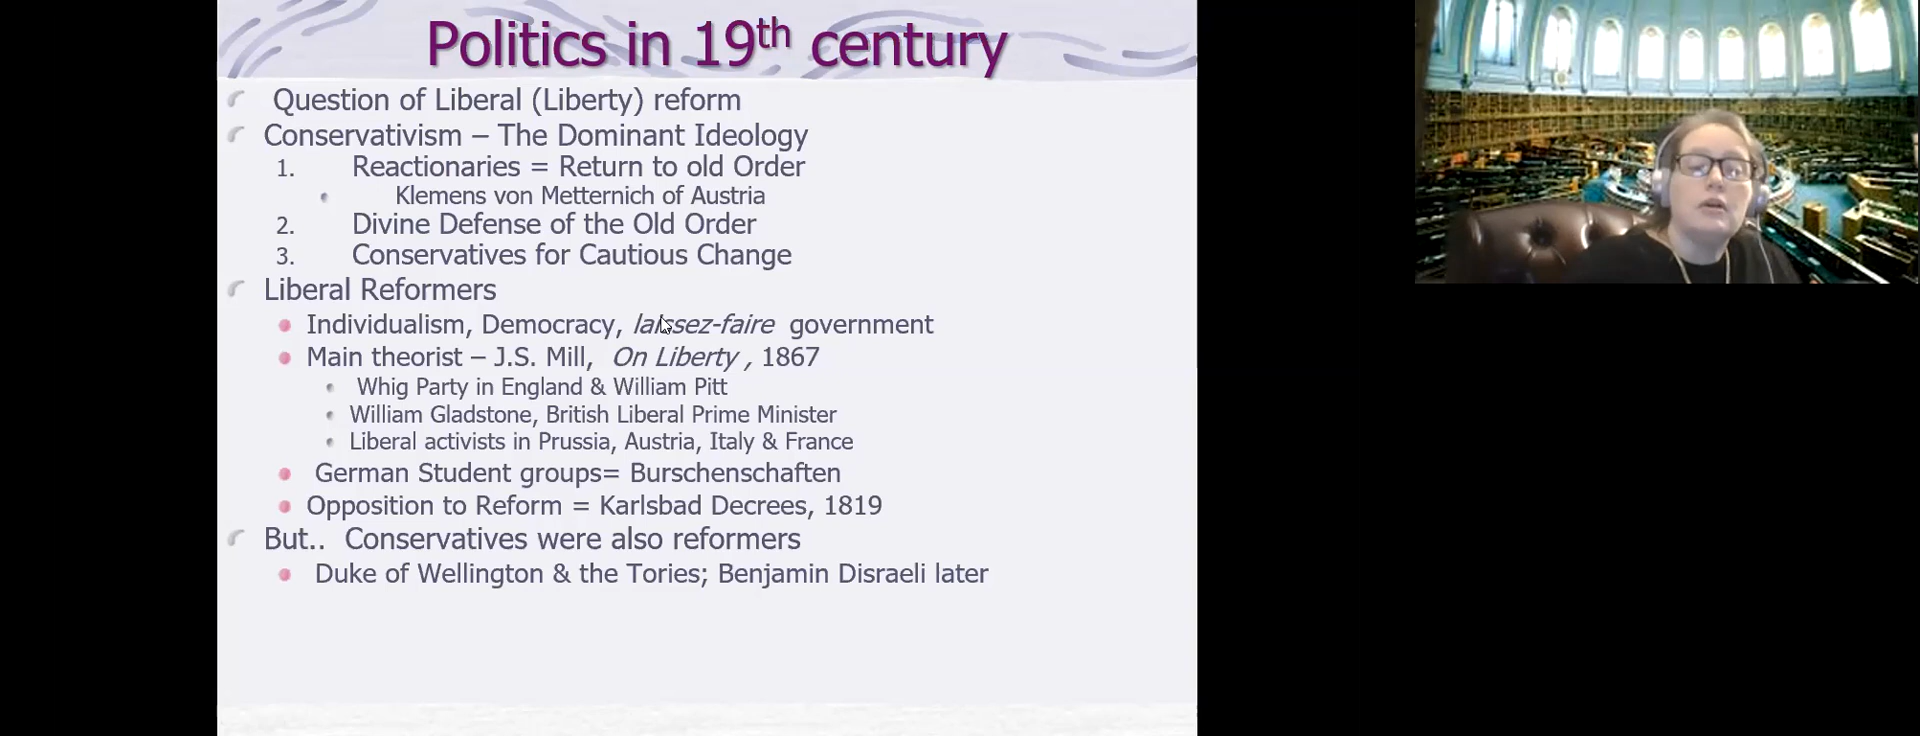 Politics in 19th century
Question of Liberal (Liberty) reform
Conservativism – The Dominant Ideology
1. Reactionaries = Return to old Order
Klemens von Metternich of Austria
2. Divine Defense of the Old Order
3. Conservatives for Cautious Change
Liberal Reformers
Individualism, Democracy, laissez-faire government
Main theorist – J.S. Mill, On Liberty , 1867
Whig Party in England & William Pitt
William Gladstone, British Liberal Prime Minister
Liberal activists in Prussia, Austria, Italy & France
German Student groups= Burschenschaften
Opposition to Reform = Karlsbad Decrees, 1819
But.. Conservatives were also reformers
Duke of Wellington & the Tories; Benjamin Disraeli later